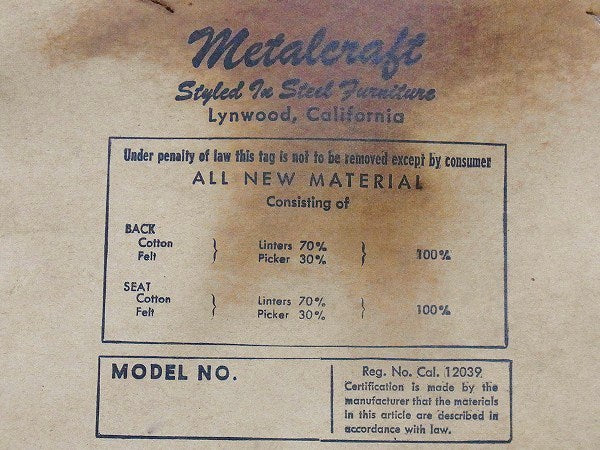 Metalcraft
Styled In Steel Furniture
Lynwood, California
Under penalty of law this tag is not to be removed except by consumer
ALL NEW MATERIAL
Consisting of
BACK
Cotton } Linters 70% } 100%
Felt Picker 30%
SEAT
Cotton } Linters 70% } 100%
Felt Picker 30%
MODEL NO.
Reg. No. Cal. 12039
Certification is made by the
manufacturer that the materials
in this article are described in
accordance with law.